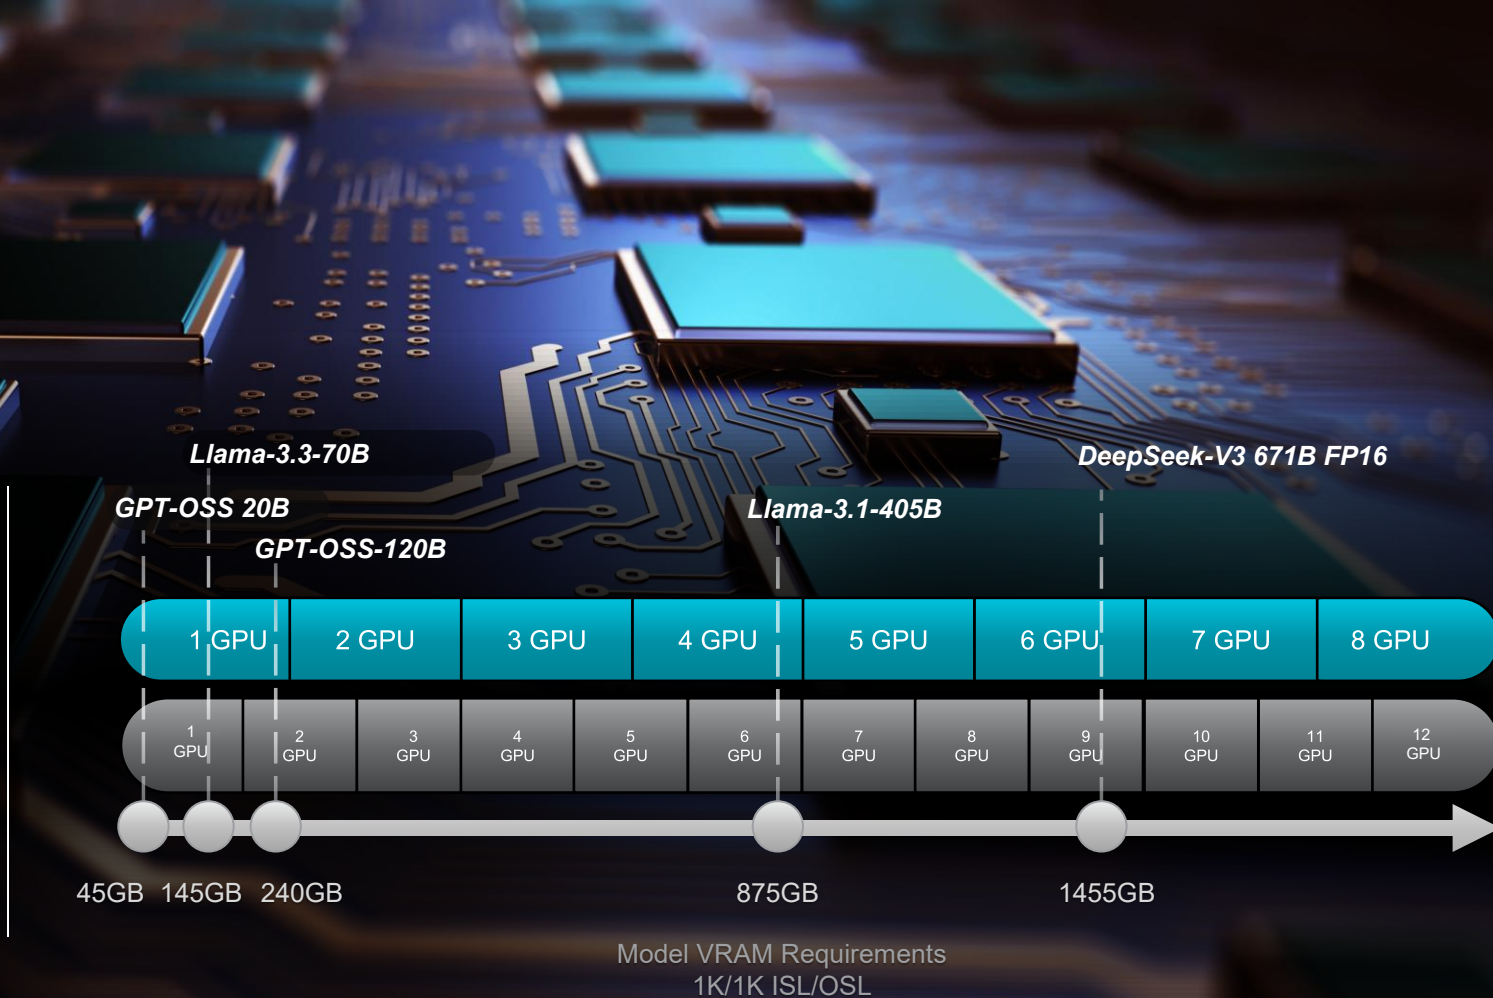 Llama-3.3-70B
DeepSeek-V3 671B FP16
GPT-OSS 20B
Llama-3.1-405B
GPT-OSS-120B
1 GPU
2 GPU
3 GPU
4 GPU
5 GPU
6 GPU
7 GPU
8 GPU
1
GPU
2
GPU
3
GPU
4
GPU
5
GPU
6
GPU
7
GPU
8
GPU
9
GPU
10
GPU
11
GPU
12
GPU
45GB
145GB
240GB
875GB
1455GB
Model VRAM Requirements
1K/1K ISL/OSL